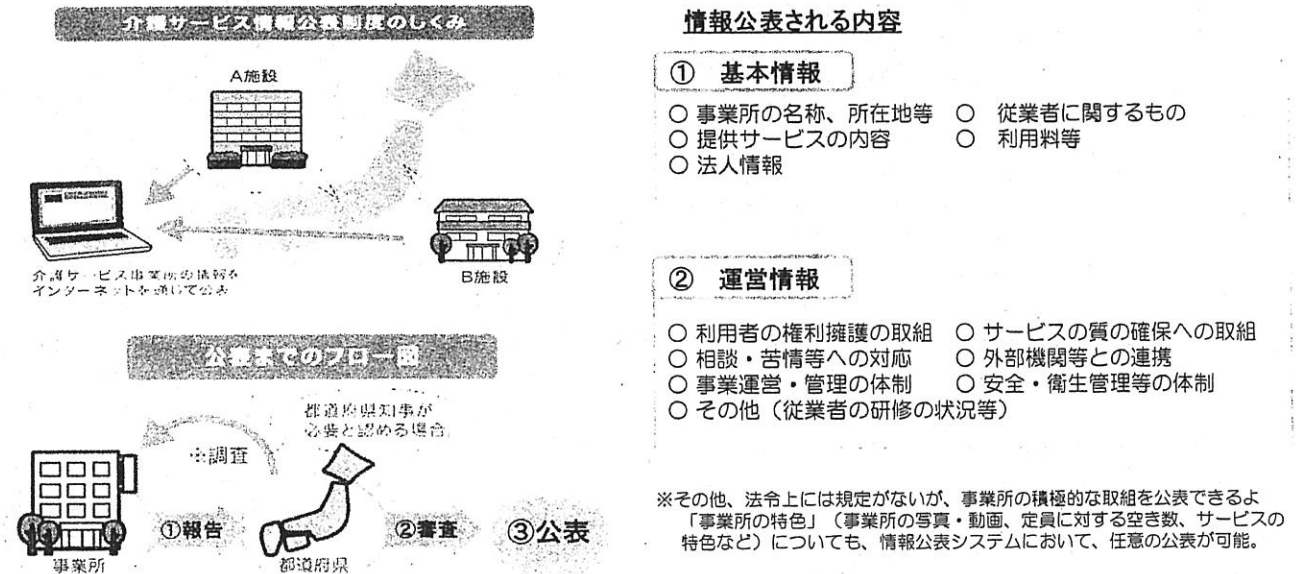 介護サービス情報公表制度のしくみ
A施設
B施設
介護サービス事業所の情報を
インターネットを通じて公表
公表までのフロー図
都道府県知事が
必要と認める場合
※調査
①報告
②審査
③公表
事業所
都道府県
情報公表される内容
① 基本情報
○ 事業所の名称、所在地等 ○ 従業者に関するもの
○ 提供サービスの内容 ○ 利用料等
○ 法人情報
② 運営情報
○ 利用者の権利擁護の取組 ○ サービスの質の確保への取組
○ 相談・苦情等への対応 ○ 外部機関等との連携
○ 事業運営・管理の体制 ○ 安全・衛生管理等の体制
○ その他(従業者の研修の状況等)
※その他、法令上には規定がないが、事業所の積極的な取組を公表できるよ
「事業所の特色」(事業所の写真・動画、定員に対する空き数、サービスの
特色など)についても、情報公表システムにおいて、任意の公表が可能。